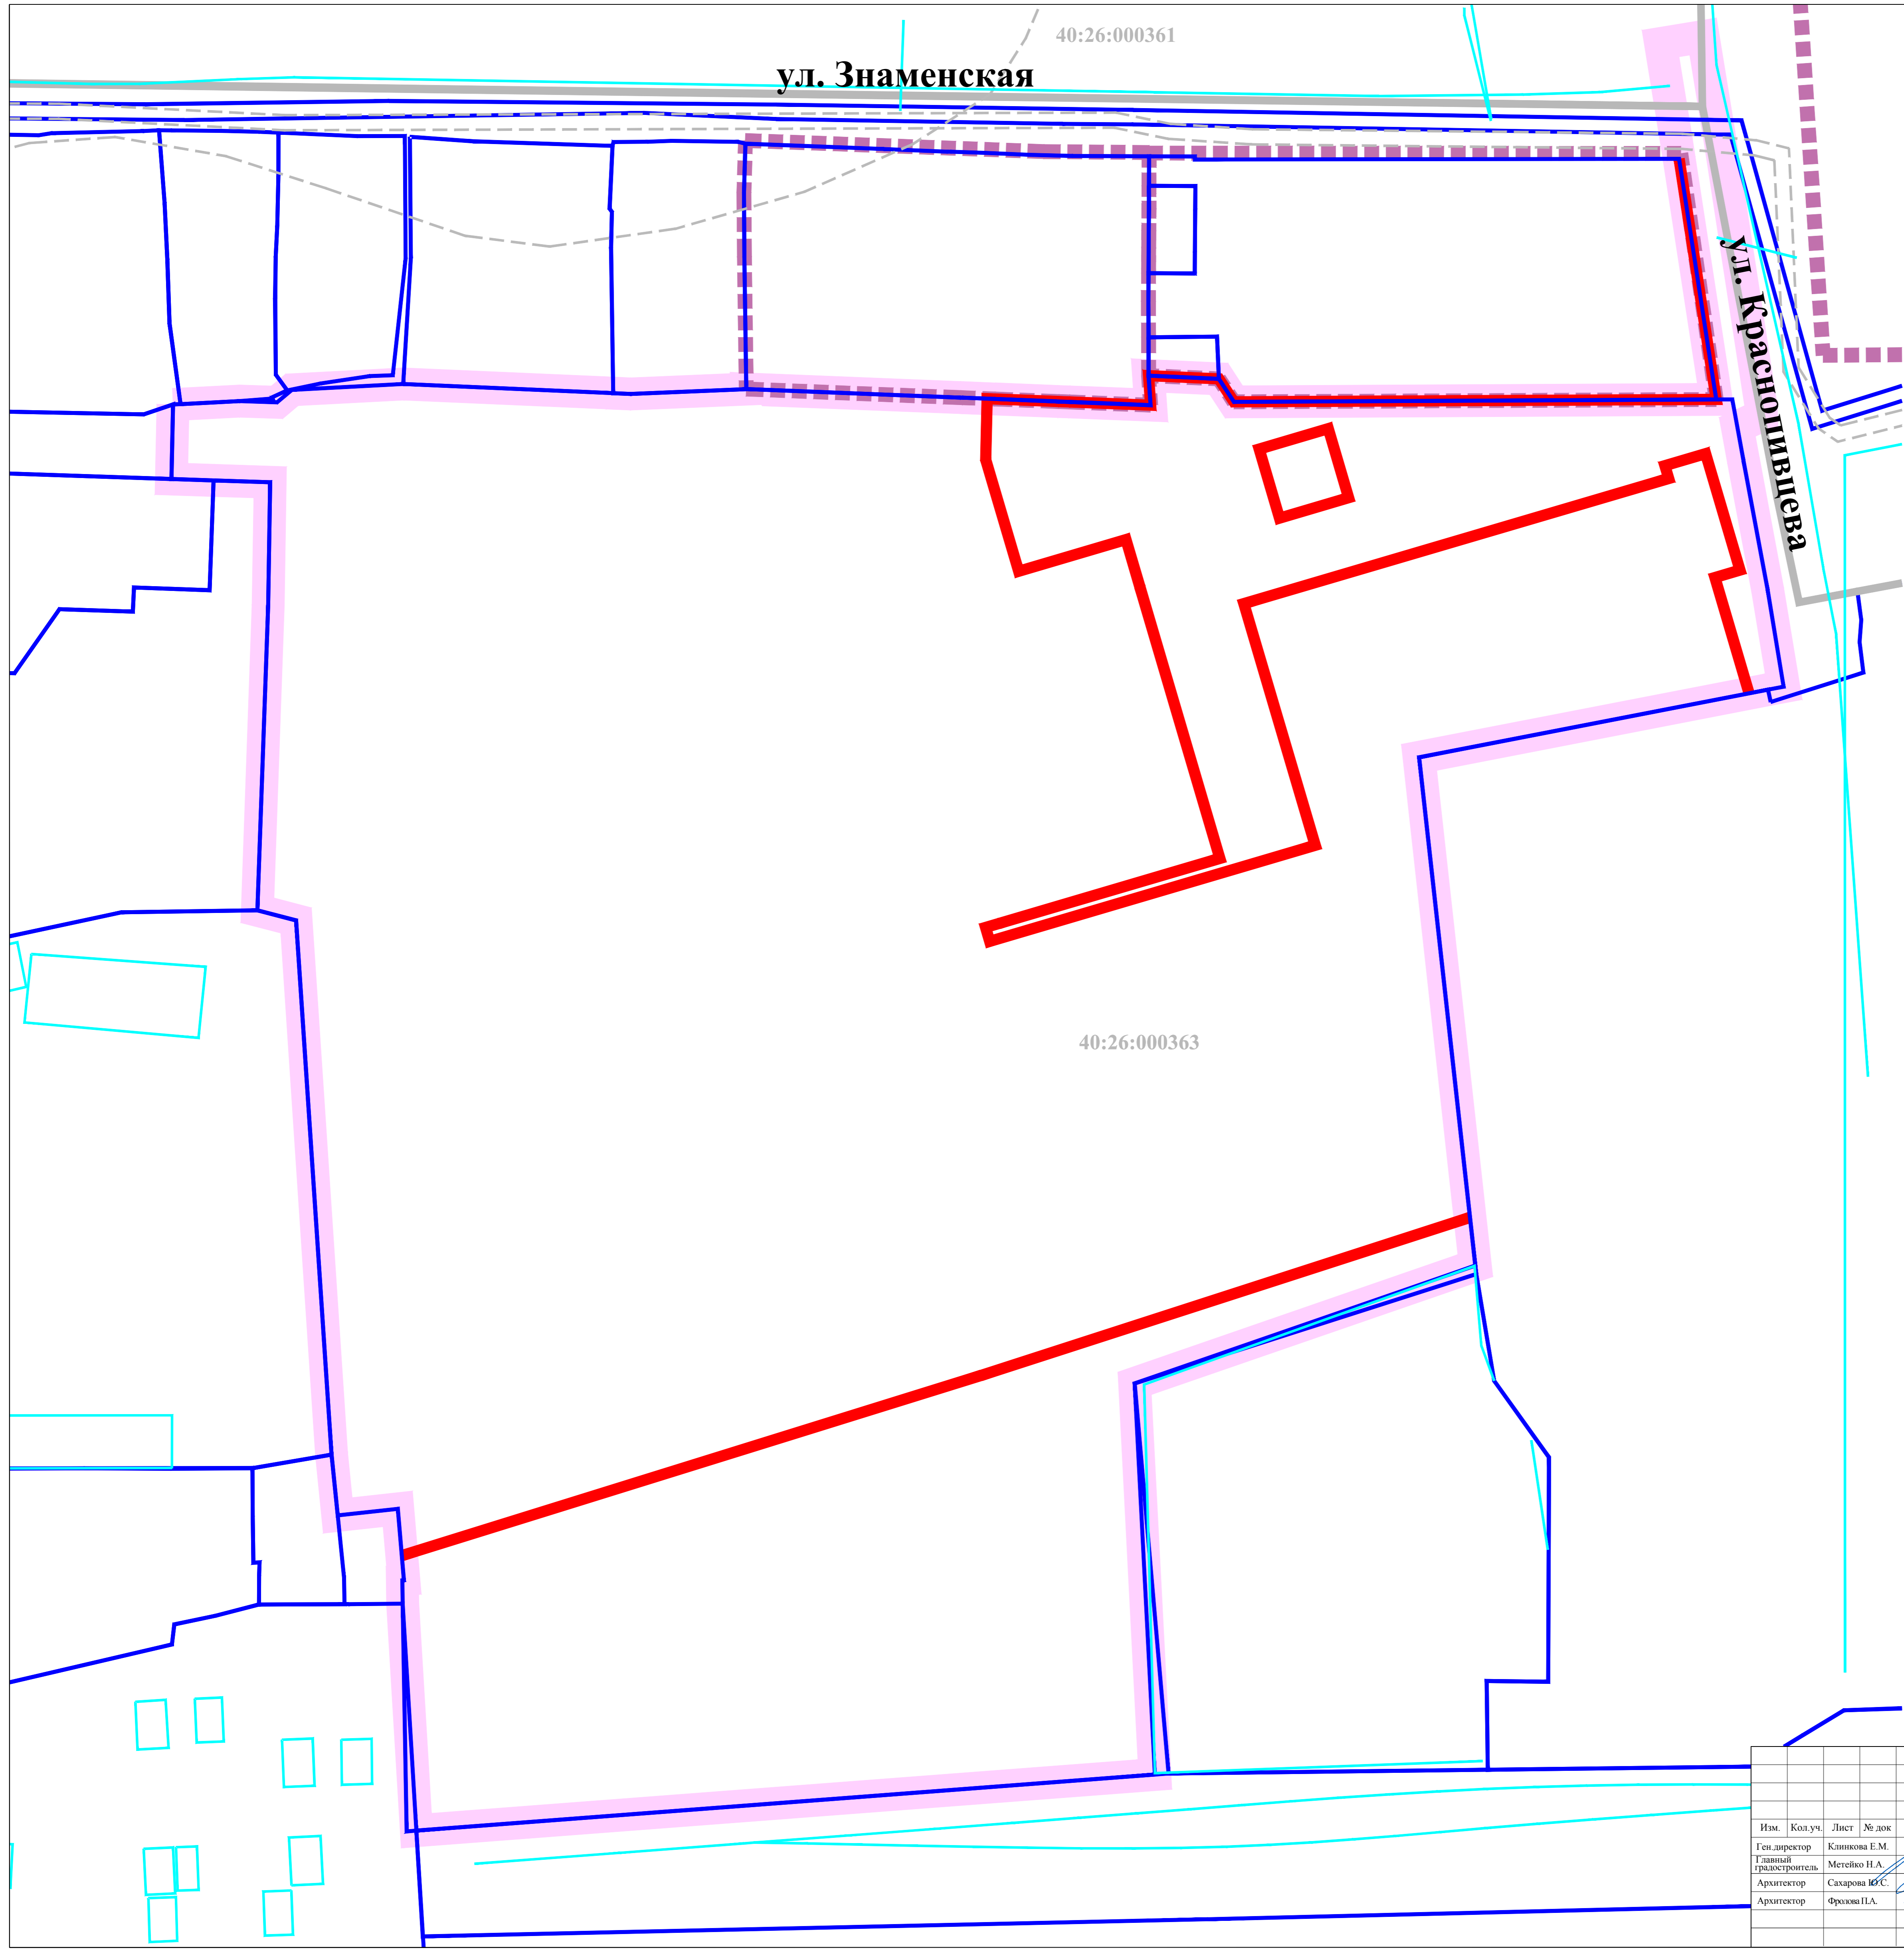 40:26:000361
ул. Знаменская
ул. Краснопивцева
40:26:000363
Изм. Кол.уч. Лист № док
Ген.директор Клинкова Е.М.
Главный
градостроитель Метейко Н.А.
Архитектор Сахарова Ю.С.
Архитектор Фролова П.А.